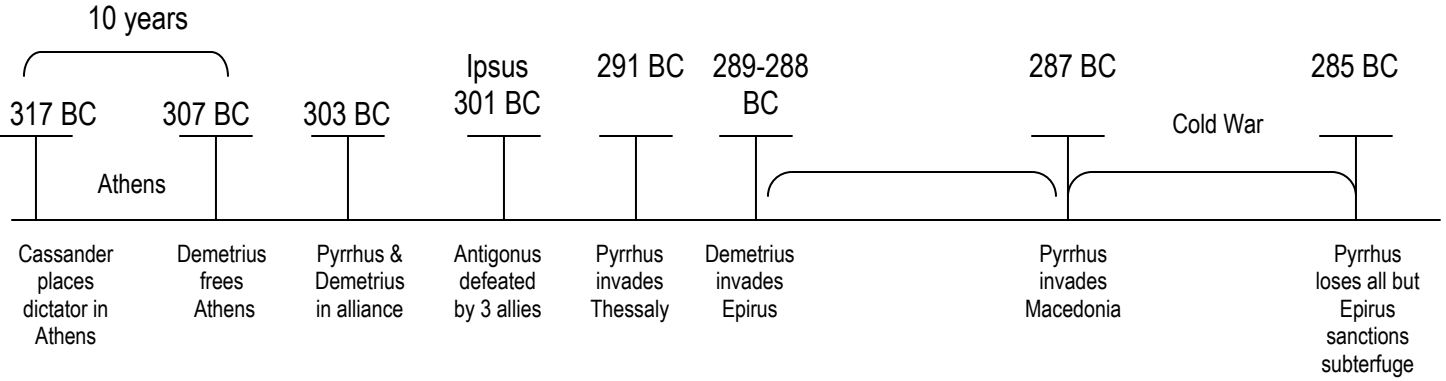 10 years
317 BC
307 BC
303 BC
Ipsus
301 BC
291 BC
289-288
BC
287 BC
285 BC
Athens
Cold War
Cassander
places
dictator in
Athens
Demetrius
frees
Athens
Pyrrhus &
Demetrius
in alliance
Antigonus
defeated
by 3 allies
Pyrrhus
invades
Thessaly
Demetrius
invades
Epirus
Pyrrhus
invades
Macedonia
Pyrrhus
loses all but
Epirus
sanctions
subterfuge